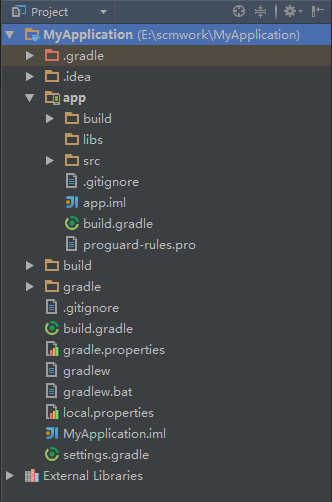 Project
MyApplication (E:\scmwork\MyApplication)
.gradle
.idea
app
build
libs
src
.gitignore
app.iml
build.gradle
proguard-rules.pro
build
gradle
.gitignore
build.gradle
gradle.properties
gradlew
gradlew.bat
local.properties
MyApplication.iml
settings.gradle
External Libraries